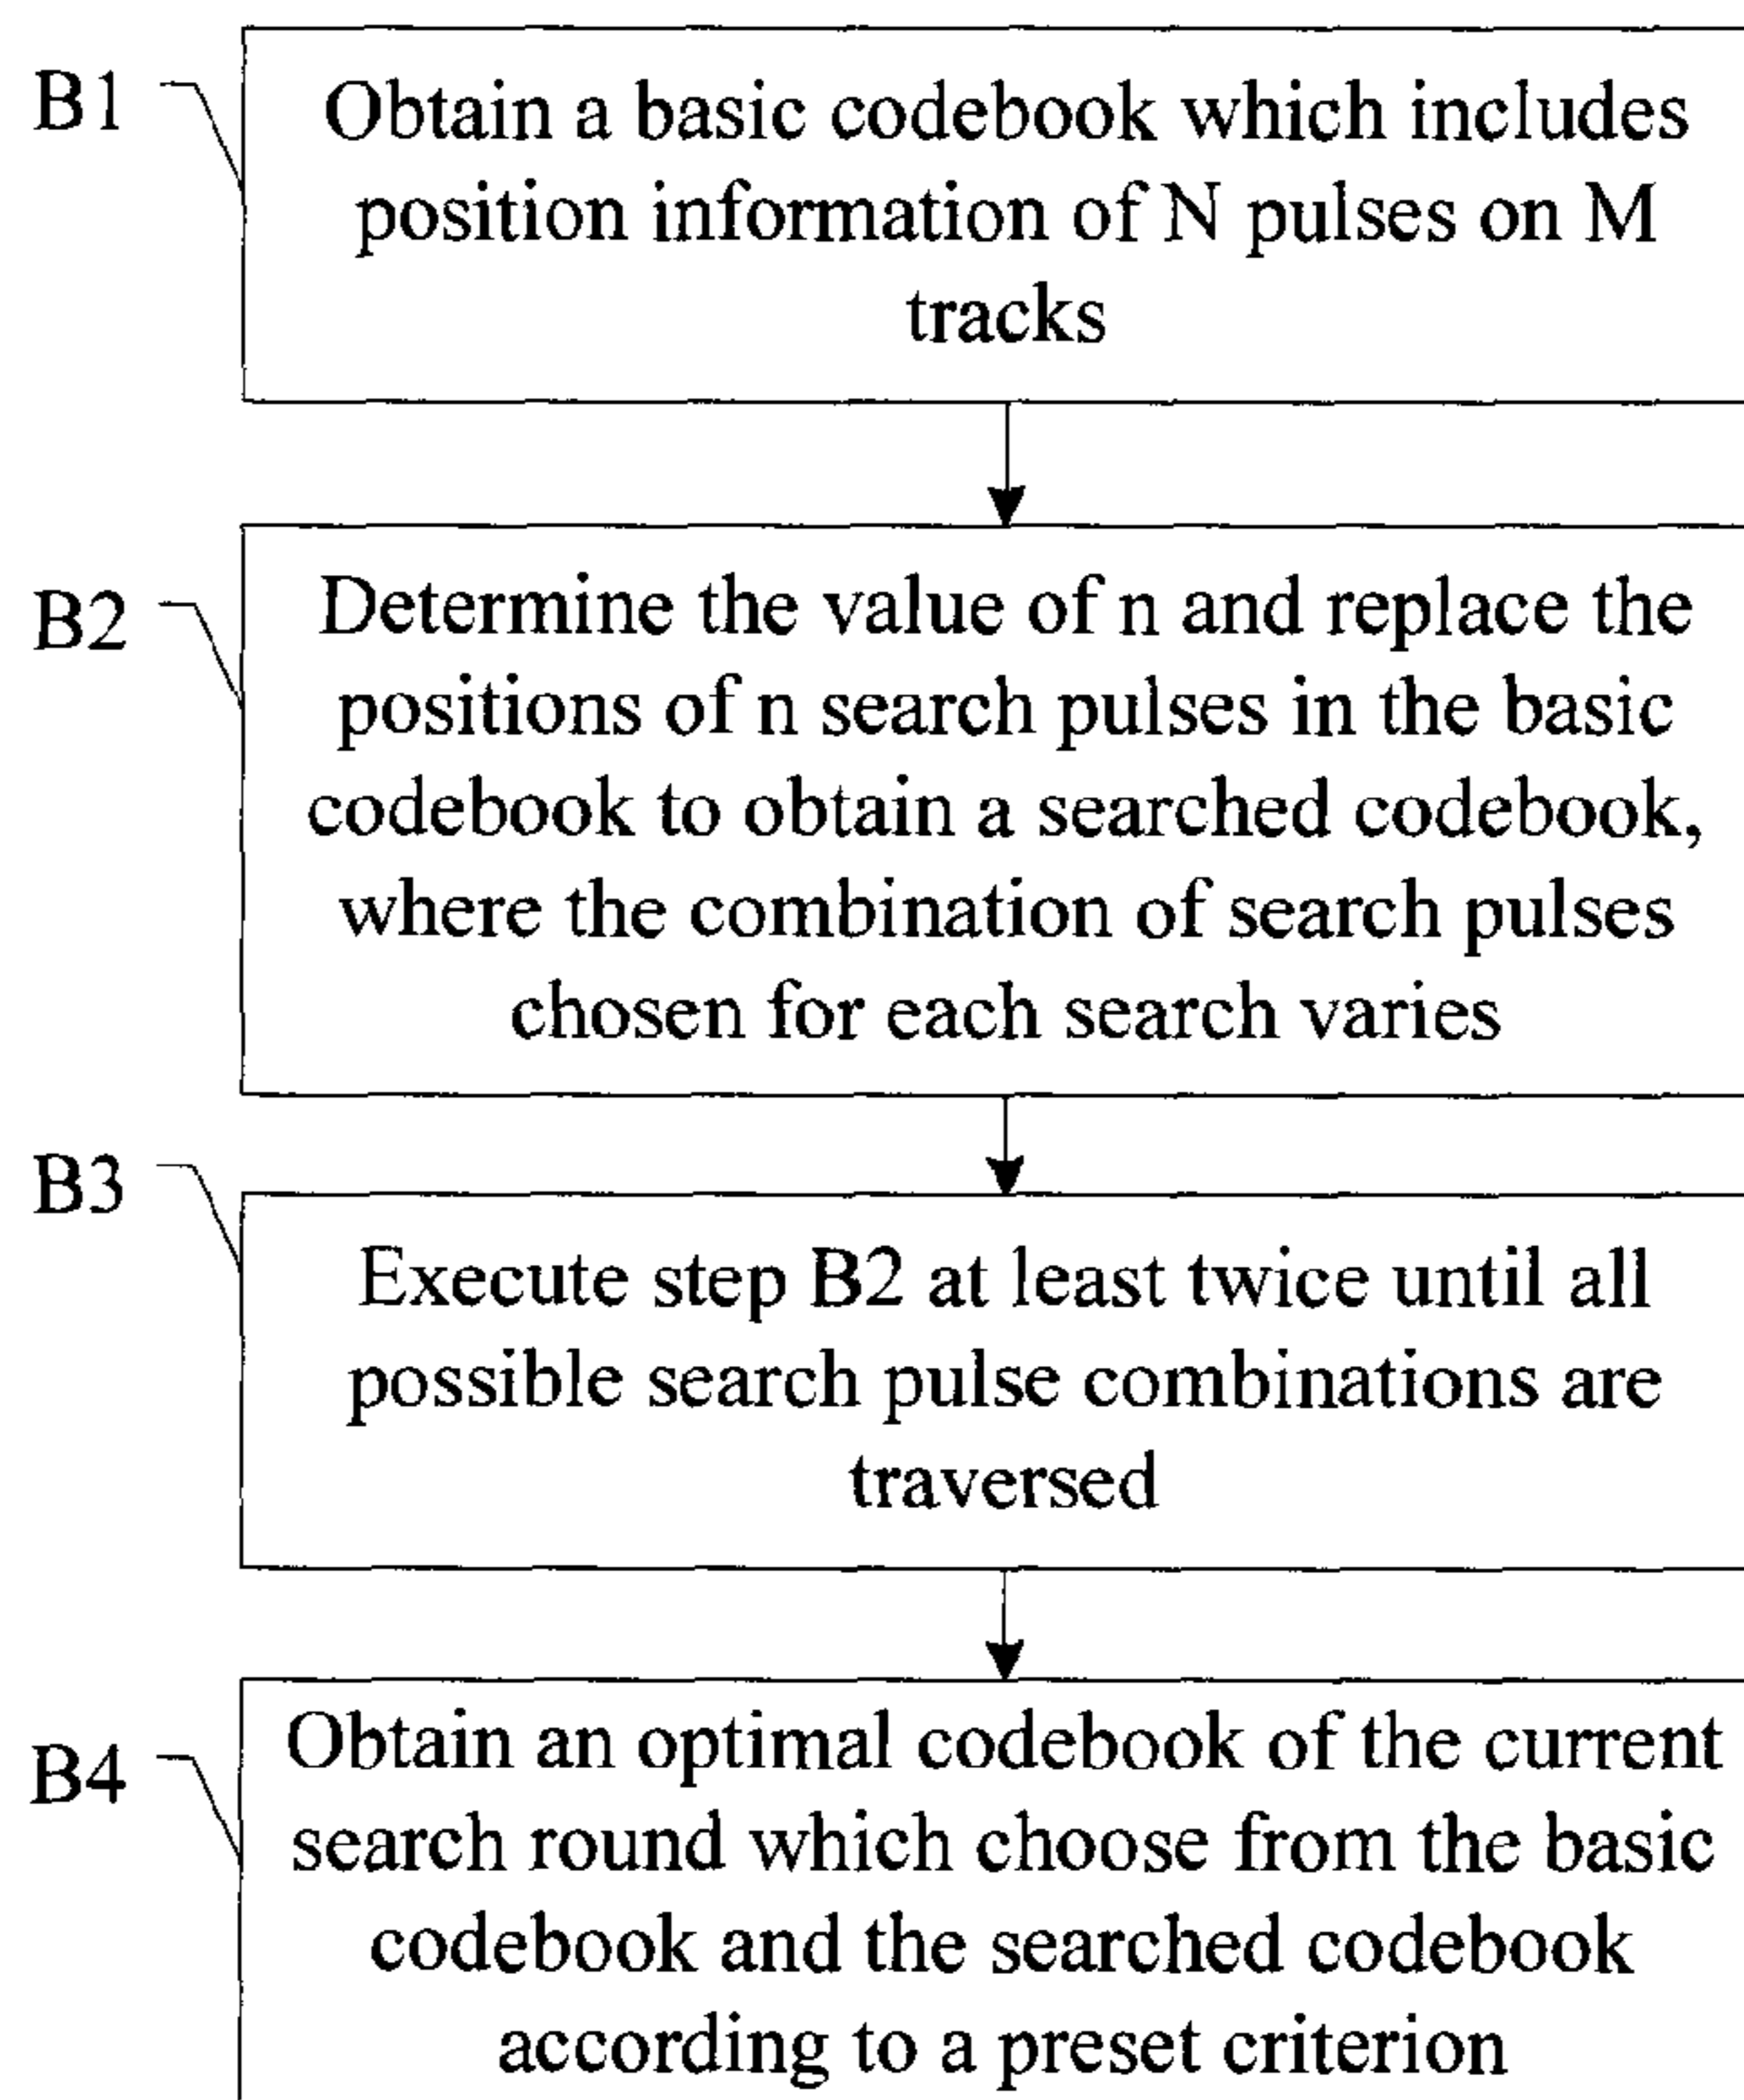 B1
Obtain a basic codebook which includes
position information of N pulses on M
tracks
B2
Determine the value of n and replace the
positions of n search pulses in the basic
codebook to obtain a searched codebook,
where the combination of search pulses
chosen for each search varies
B3
Execute step B2 at least twice until all
possible search pulse combinations are
traversed
B4
Obtain an optimal codebook of the current
search round which choose from the basic
codebook and the searched codebook
according to a preset criterion